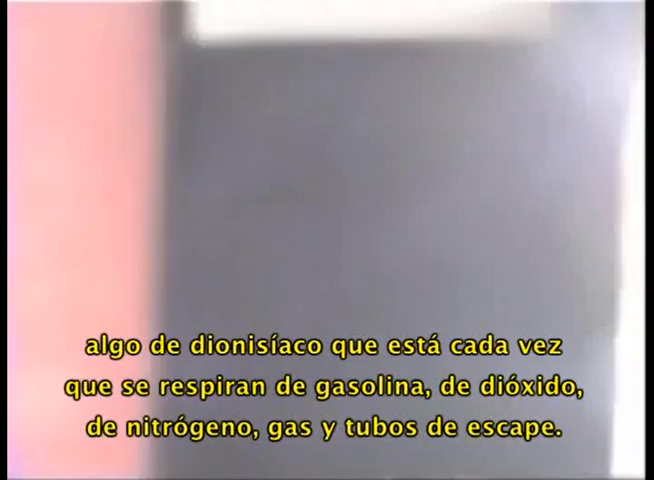 algo de dionisíaco que está cada vez
que se respiran de gasolina, de dióxido,
de nitrógeno, gas y tubos de escape.